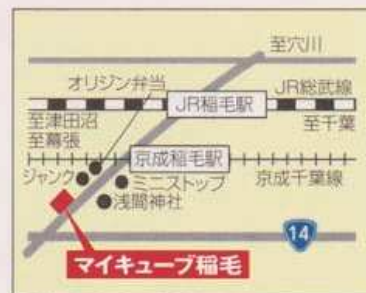 至穴川
オリジン弁当
JR総武線
JR稲毛駅
至津田沼
至幕張
至千葉
京成稲毛駅
ジャンク
ミニストップ
京成千葉線
浅間神社
14
マイキューブ稲毛